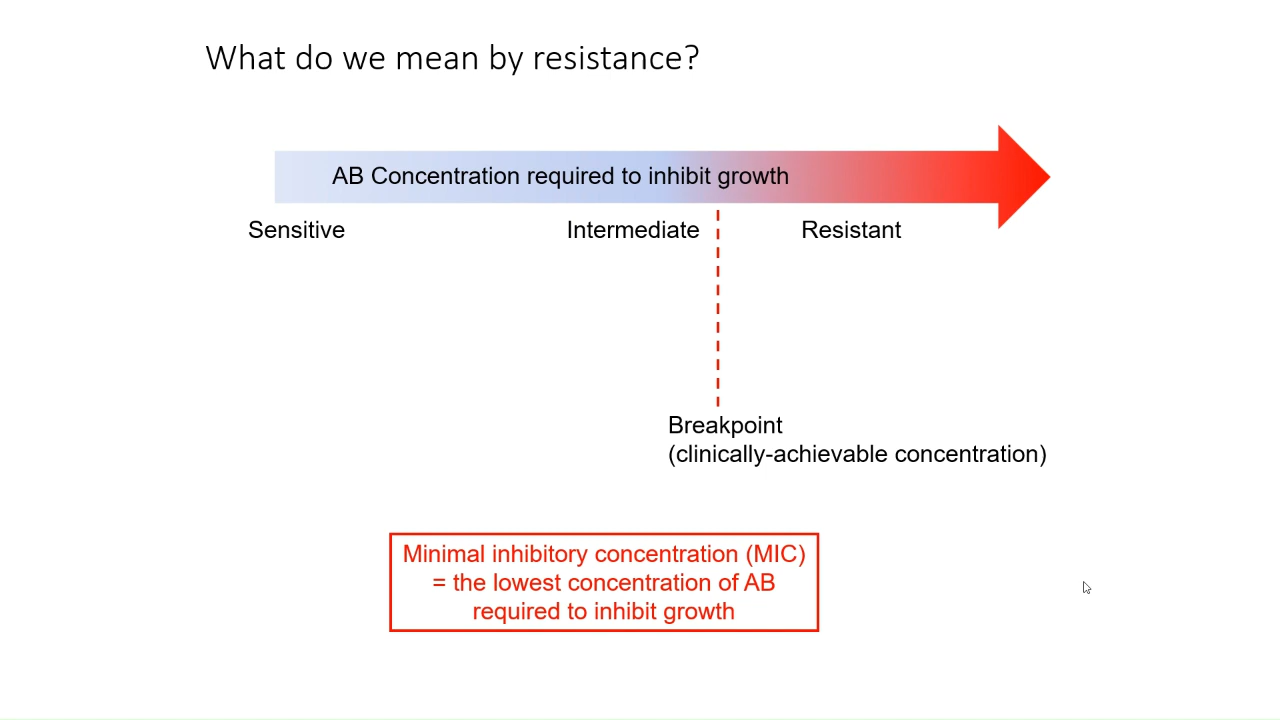 What do we mean by resistance?
AB Concentration required to inhibit growth
Sensitive
Intermediate
Resistant
Breakpoint
(clinically-achievable concentration)
Minimal inhibitory concentration (MIC)
= the lowest concentration of AB
required to inhibit growth